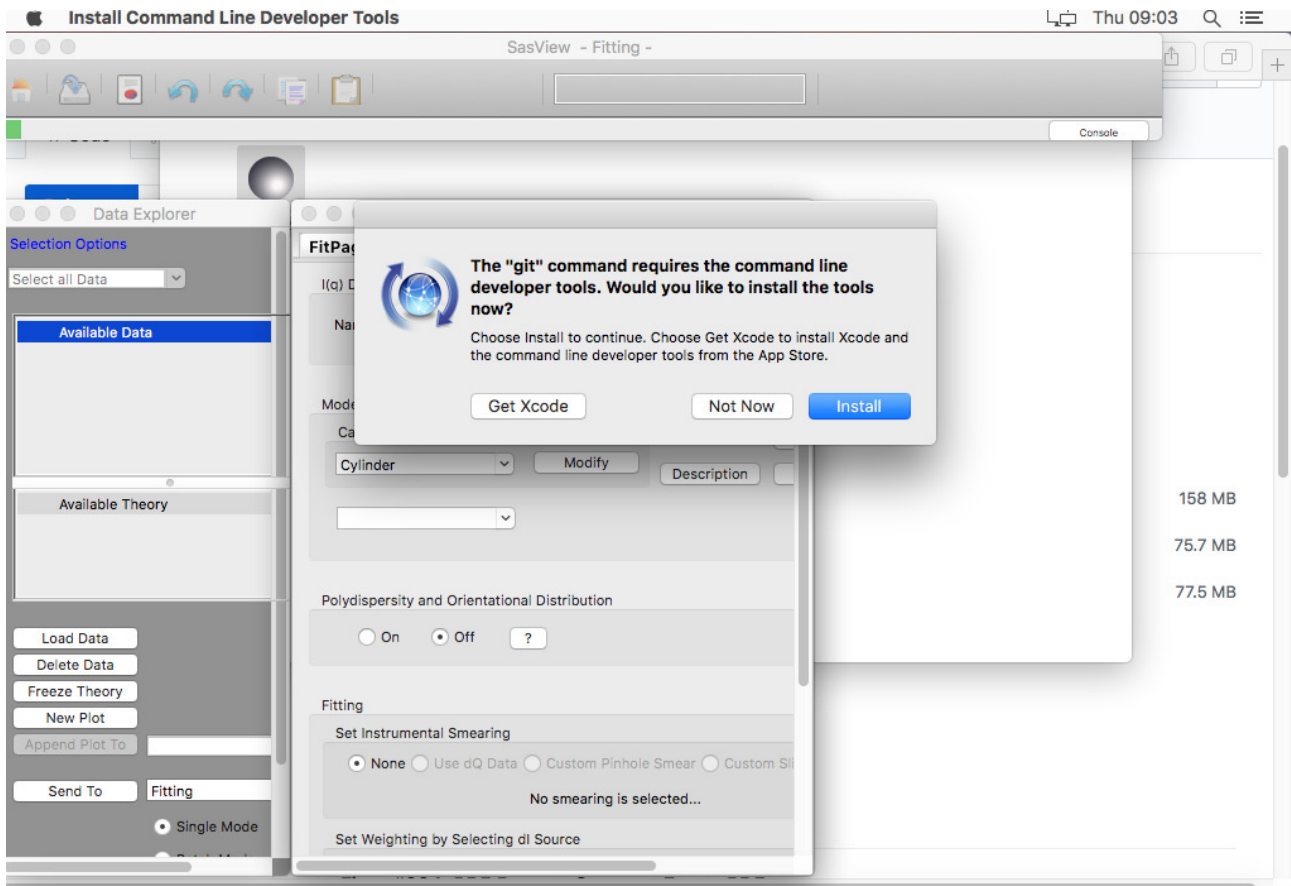 Install Command Line Developer Tools
Thu 09:03
SasView - Fitting -
Console
Data Explorer
Selection Options
Select all Data
Available Data
Available Theory
Load Data
Delete Data
Freeze Theory
New Plot
Append Plot To
Send To
Fitting
Single Mode
FitPag
I(q) D
Nar
Mode
Ca
Cylinder
Modify
Description
Polydispersity and Orientational Distribution
On
Off
?
Fitting
Set Instrumental Smearing
None
Use dQ Data
Custom Pinhole Smear
Custom Sli
No smearing is selected...
Set Weighting by Selecting dI Source
The "git" command requires the command line
developer tools. Would you like to install the tools
now?
Choose Install to continue. Choose Get Xcode to install Xcode and
the command line developer tools from the App Store.
Get Xcode
Not Now
Install
158 MB
75.7 MB
77.5 MB